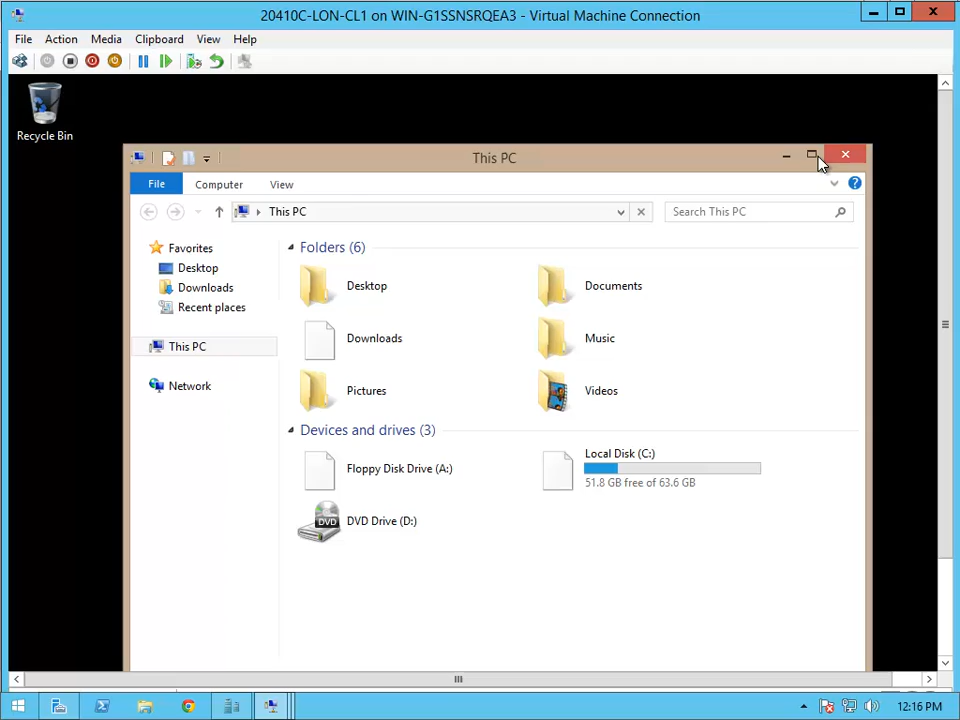 20410C-LON-CL1 on WIN-G1SSNSRQEA3 - Virtual Machine Connection
File Action Media Clipboard View Help
Recycle Bin
This PC
File Computer View
This PC
Search This PC
Favorites
Desktop
Downloads
Recent places
This PC
Network
Folders (6)
Desktop
Documents
Downloads
Music
Pictures
Videos
Devices and drives (3)
Floppy Disk Drive (A:)
Local Disk (C:)
51.8 GB free of 63.6 GB
DVD
DVD Drive (D:)
12:16 PM